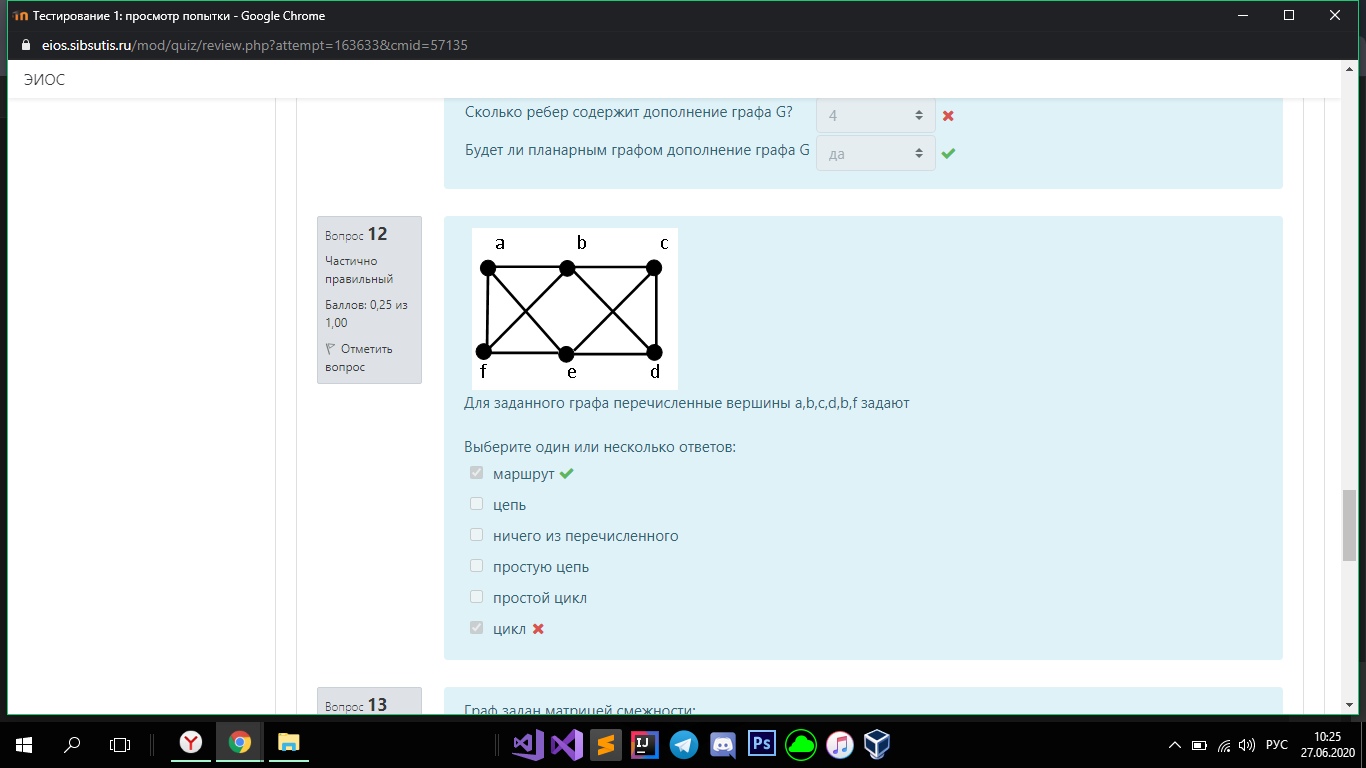 Тестирование 1: просмотр попытки - Google Chrome
eios.sibsutis.ru/mod/quiz/review.php?attempt=163633&cmid=57135
ЭИОС
Сколько ребер содержит дополнение графа G? 4
Будет ли планарным графом дополнение графа G да
Вопрос 12
Частично
правильный
Баллов: 0,25 из
1,00
Отметить
вопрос
a b c
f e d
Для заданного графа перечисленные вершины a,b,c,d,b,f задают
Выберите один или несколько ответов:
маршрут
цепь
ничего из перечисленного
простую цепь
простой цикл
цикл
Вопрос 13
Граф задан матрицей смежности:
IJ
Ps
РУС
10:25
27.06.2020